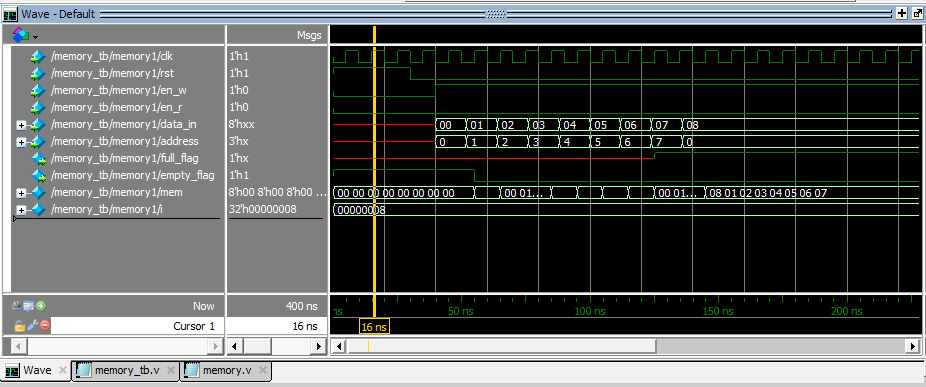 Wave - Default
Msgs
/memory_tb/memory1/clk 1'h1
/memory_tb/memory1/rst 1'h1
/memory_tb/memory1/en_w 1'h0
/memory_tb/memory1/en_r 1'h0
/memory_tb/memory1/data_in 8'hxx 00 01 02 03 04 05 06 07 08
/memory_tb/memory1/address 3'hx 0 1 2 3 4 5 6 7 0
/memory_tb/memory1/full_flag 1'hx
/memory_tb/memory1/empty_flag 1'h1
/memory_tb/memory1/mem 8'h00 8'h00 8'h00 ... 00 00 00 00 00 00 00 00 00 01... 00 01... 08 01 02 03 04 05 06 07
/memory_tb/memory1/i 32'h00000008 00000008
Now 400 ns ns 50 ns 100 ns 150 ns 200 ns
Cursor 1 16 ns 16 ns
Wave memory_tb.v memory.v